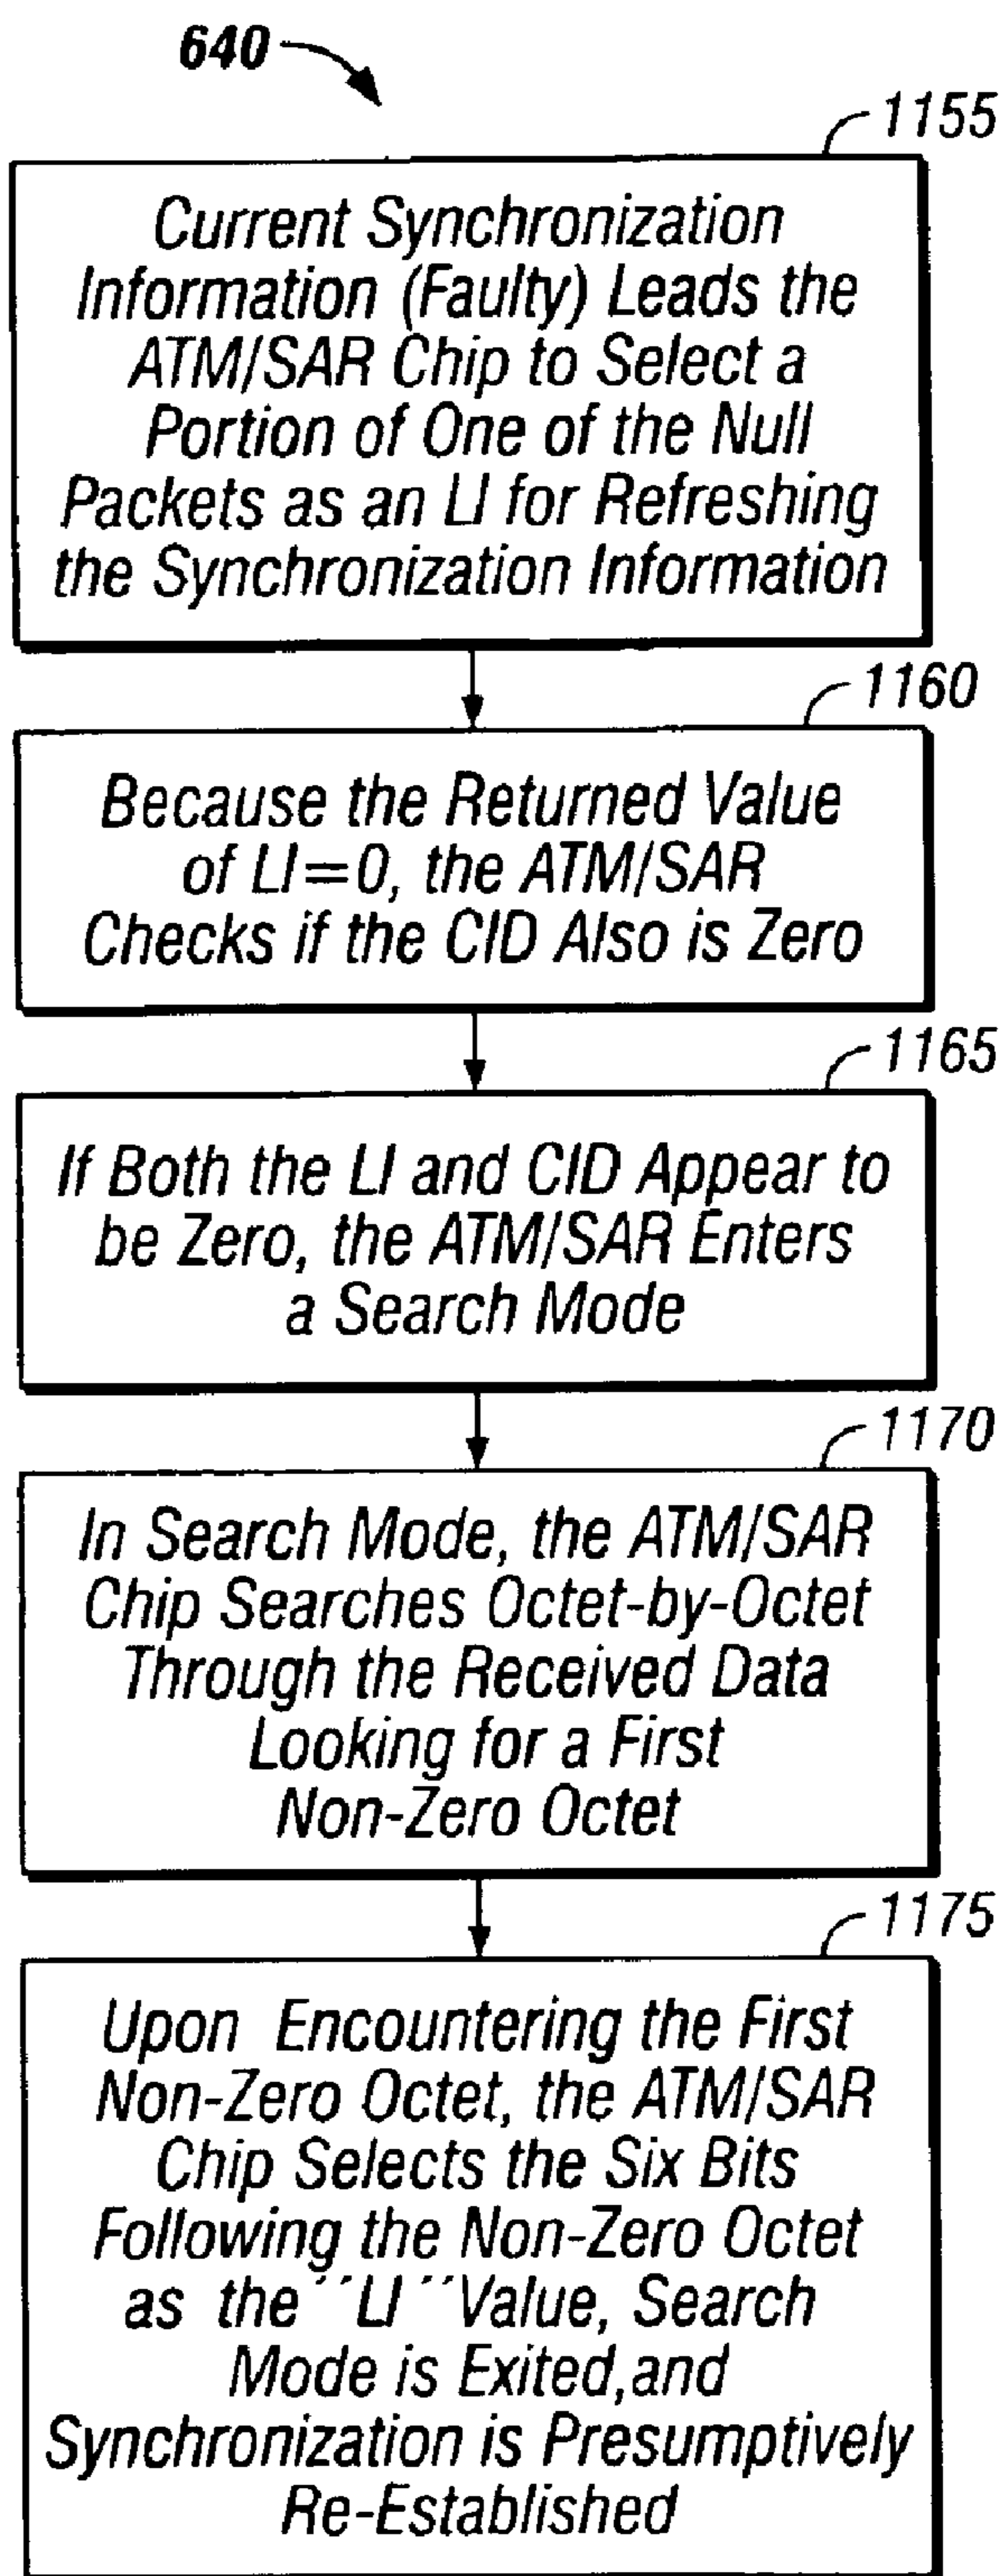 640
1155
Current Synchronization
Information (Faulty) Leads the
ATM/SAR Chip to Select a
Portion of One of the Null
Packets as an LI for Refreshing
the Synchronization Information
1160
Because the Returned Value
of LI=0, the ATM/SAR
Checks if the CID Also is Zero
1165
If Both the LI and CID Appear to
be Zero, the ATM/SAR Enters
a Search Mode
1170
In Search Mode, the ATM/SAR
Chip Searches Octet-by-Octet
Through the Received Data
Looking for a First
Non-Zero Octet
1175
Upon Encountering the First
Non-Zero Octet, the ATM/SAR
Chip Selects the Six Bits
Following the Non-Zero Octet
as the ´´LI´´ Value, Search
Mode is Exited,and
Synchronization is Presumptively
Re-Established